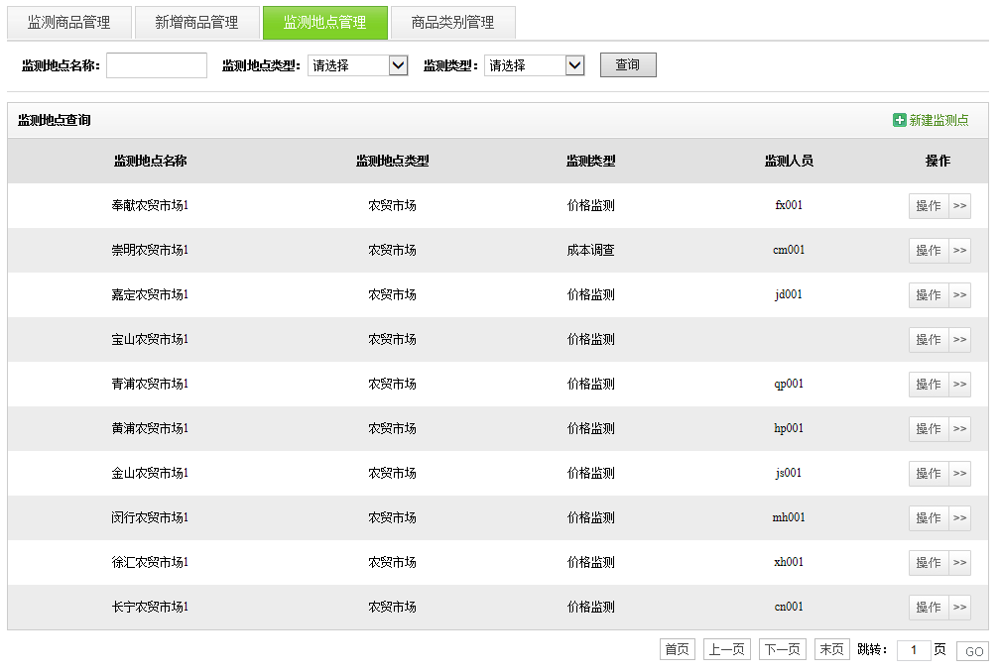 监测商品管理 新增商品管理 监测地点管理 商品类别管理
监测地点名称: 监测地点类型: 请选择 监测类型: 请选择 查询
监测地点查询 新建监测点
监测地点名称 监测地点类型 监测类型 监测人员 操作
奉献农贸市场1 农贸市场 价格监测 fx001 操作 >>
崇明农贸市场1 农贸市场 成本调查 cm001 操作 >>
嘉定农贸市场1 农贸市场 价格监测 jd001 操作 >>
宝山农贸市场1 农贸市场 价格监测 操作 >>
青浦农贸市场1 农贸市场 价格监测 qp001 操作 >>
黄浦农贸市场1 农贸市场 价格监测 hp001 操作 >>
金山农贸市场1 农贸市场 价格监测 js001 操作 >>
闵行农贸市场1 农贸市场 价格监测 mh001 操作 >>
徐汇农贸市场1 农贸市场 价格监测 xh001 操作 >>
长宁农贸市场1 农贸市场 价格监测 cn001 操作 >>
首页 上一页 下一页 末页 跳转: 1 页 GO